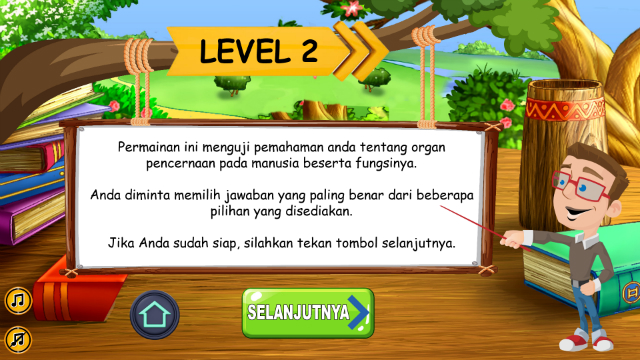 LEVEL 2
Permainan ini menguji pemahaman anda tentang organ
pencernaan pada manusia beserta fungsinya.
Anda diminta memilih jawaban yang paling benar dari beberapa
pilihan yang disediakan.
Jika Anda sudah siap, silahkan tekan tombol selanjutnya.
SELANJUTNYA